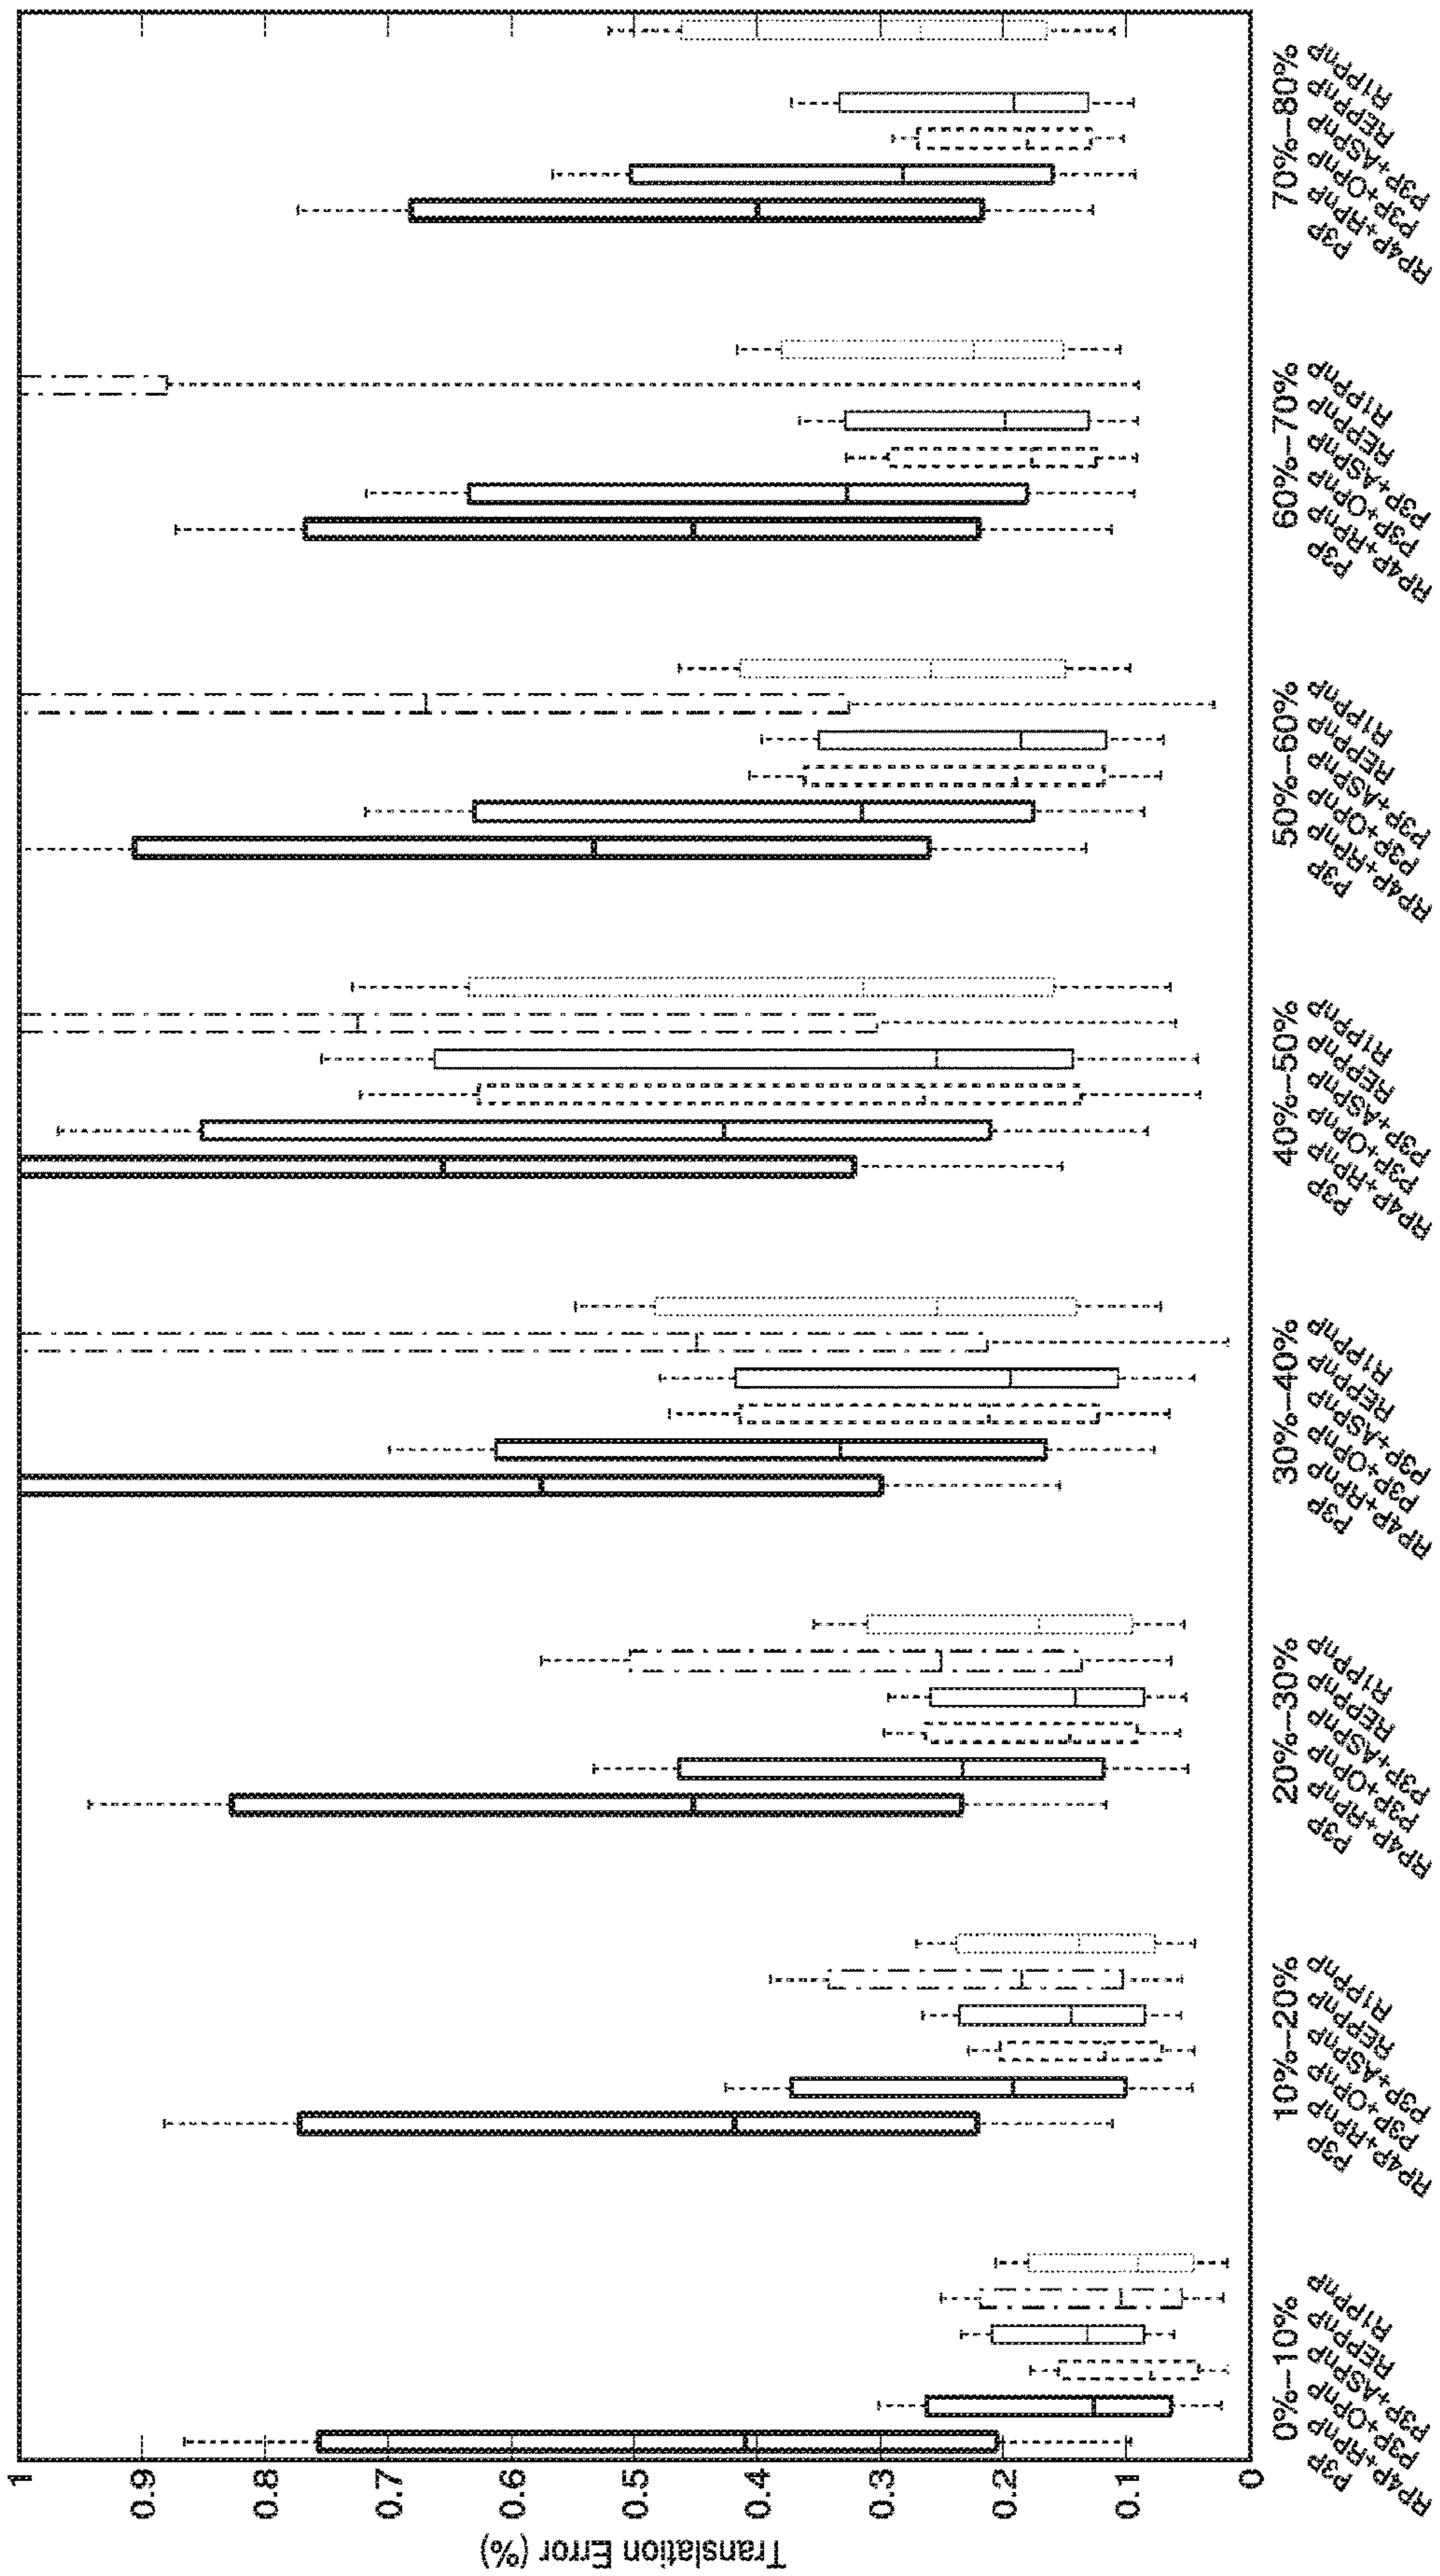 Translation Error (%)
1
0.9
0.8
0.7
0.6
0.5
0.4
0.3
0.2
0.1
0
0%–10%
P3P
RP4P+RPnP
P3P+OPnP
P3P+ASPnP
REPPnP
R1PPnP
10%–20%
P3P
RP4P+RPnP
P3P+OPnP
P3P+ASPnP
REPPnP
R1PPnP
20%–30%
P3P
RP4P+RPnP
P3P+OPnP
P3P+ASPnP
REPPnP
R1PPnP
30%–40%
P3P
RP4P+RPnP
P3P+OPnP
P3P+ASPnP
REPPnP
R1PPnP
40%–50%
P3P
RP4P+RPnP
P3P+OPnP
P3P+ASPnP
REPPnP
R1PPnP
50%–60%
P3P
RP4P+RPnP
P3P+OPnP
P3P+ASPnP
REPPnP
R1PPnP
60%–70%
P3P
RP4P+RPnP
P3P+OPnP
P3P+ASPnP
REPPnP
R1PPnP
70%–80%
P3P
RP4P+RPnP
P3P+OPnP
P3P+ASPnP
REPPnP
R1PPnP